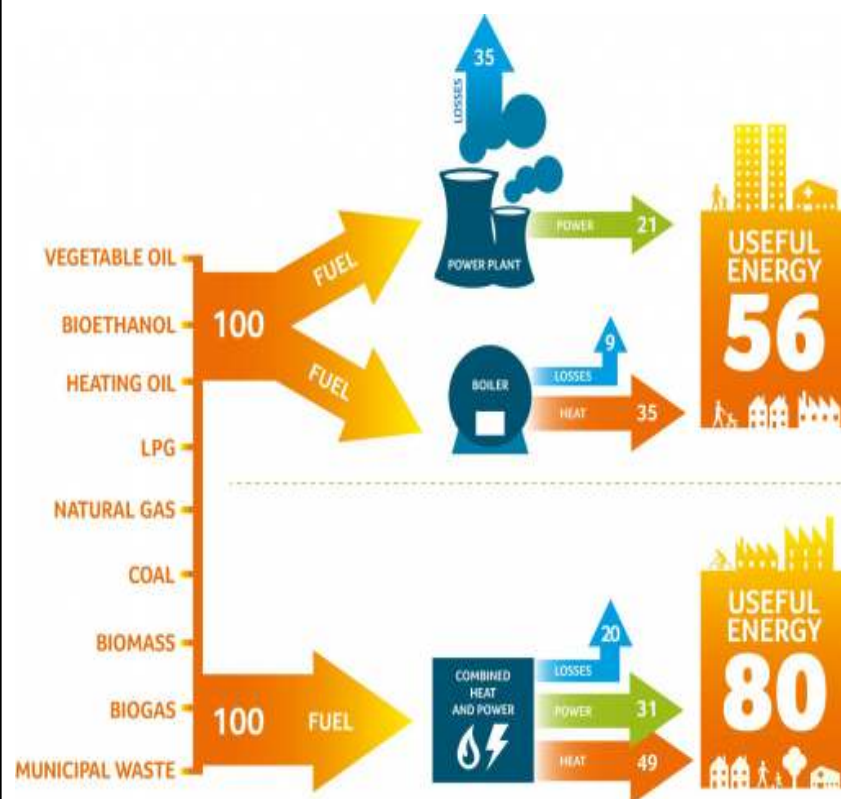 VEGETABLE OIL
BIOETHANOL
HEATING OIL
LPG
NATURAL GAS
COAL
BIOMASS
BIOGAS
MUNICIPAL WASTE
100
FUEL
FUEL
LOSSES
35
POWER PLANT
POWER
21
BOILER
LOSSES
9
HEAT
35
USEFUL
ENERGY
56
100
FUEL
COMBINED
HEAT
AND POWER
LOSSES
20
POWER
31
HEAT
49
USEFUL
ENERGY
80